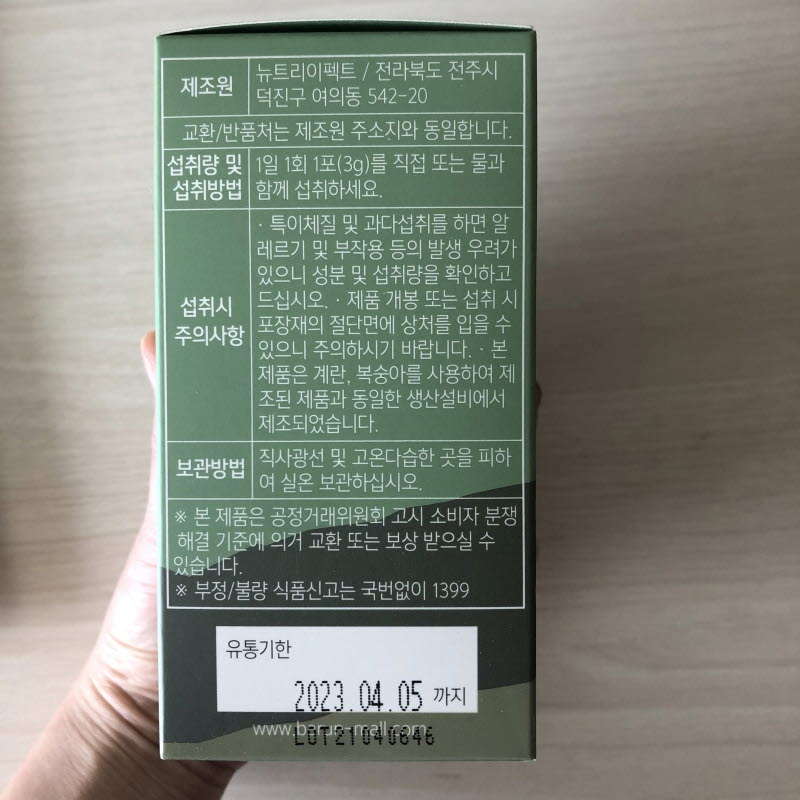 제조원
뉴트리이펙트 / 전라북도 전주시
덕진구 여의동 542-20
교환/반품처는 제조원 주소지와 동일합니다.
섭취량 및
섭취방법
1일 1회 1포(3g)를 직접 또는 물과
함께 섭취하세요.
섭취시
주의사항
· 특이체질 및 과다섭취를 하면 알
레르기 및 부작용 등의 발생 우려가
있으니 성분 및 섭취량을 확인하고
드십시오. · 제품 개봉 또는 섭취 시
포장재의 절단면에 상처를 입을 수
있으니 주의하시기 바랍니다. · 본
제품은 계란, 복숭아를 사용하여 제
조된 제품과 동일한 생산설비에서
제조되었습니다.
보관방법
직사광선 및 고온다습한 곳을 피하
여 실온 보관하십시오.
※ 본 제품은 공정거래위원회 고시 소비자 분쟁
해결 기준에 의거 교환 또는 보상 받으실 수
있습니다.
※ 부정/불량 식품신고는 국번없이 1399
유통기한
2023.04.05 까지
www.barun-mall.com
LOT21040646